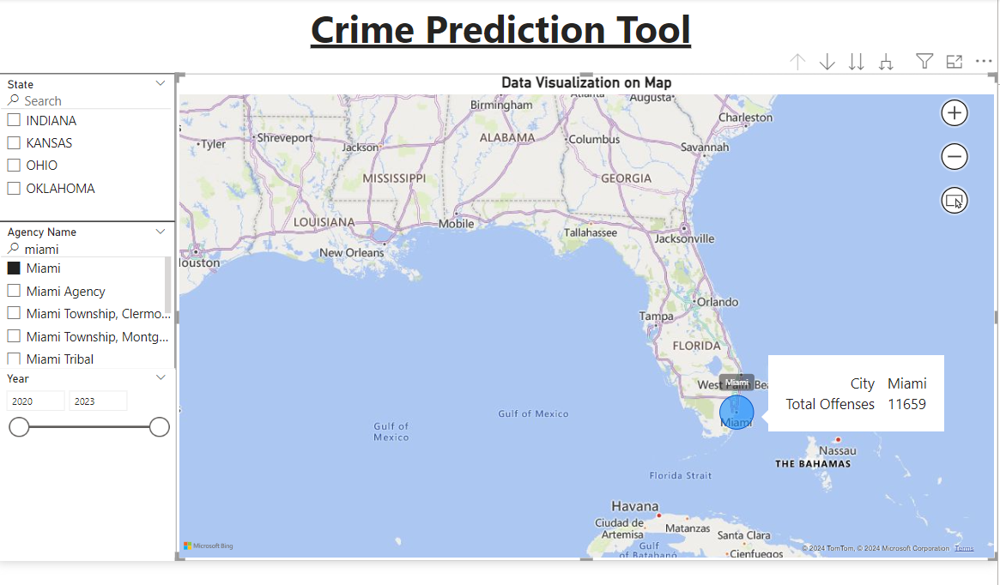 Crime Prediction Tool
State
Search
INDIANA
KANSAS
OHIO
OKLAHOMA
Agency Name
miami
Miami
Miami Agency
Miami Township, Clermo...
Miami Township, Montg...
Miami Tribal
Year
2020 2023
Data Visualization on Map
Birmingham
Atlanta
Augusta
Charleston
Tyler
Shreveport
Jackson
ALABAMA
Columbus
Savannah
MISSISSIPPI
GEORGIA
LOUISIANA
Mobile
Tallahassee
Jacksonville
New Orleans
Houston
Orlando
Tampa
FLORIDA
West Palm Bea
Miami
Miami
City Miami
Total Offenses 11659
Gulf of Mexico
Gulf of
Mexico
Nassau
THE BAHAMAS
Florida Strait
Havana
Ciudad de
Artemisa
Matanzas
Santa Clara
Gulf
of Batabanó
Cienfuegos
Microsoft Bing
© 2024 TomTom, © 2024 Microsoft Corporation Terms